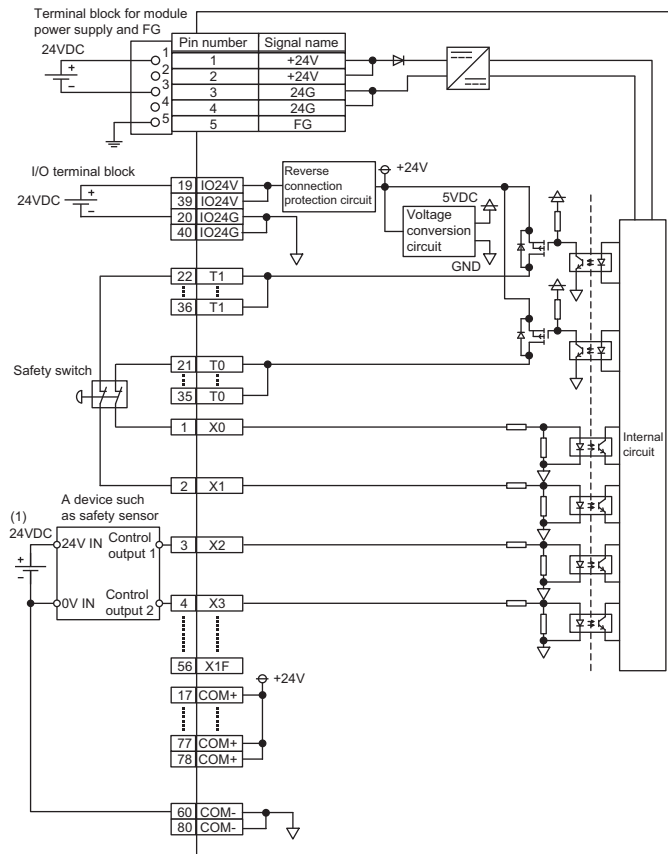 Terminal block for module
power supply and FG
24VDC
+
−
1
2
3
4
5
Pin number Signal name
1 +24V
2 +24V
3 24G
4 24G
5 FG
I/O terminal block
24VDC
+
−
19 IO24V
39 IO24V
20 IO24G
40 IO24G
Reverse
connection
protection circuit
+24V
5VDC
Voltage
conversion
circuit
GND
22 T1
36 T1
Safety switch
21 T0
35 T0
1 X0
2 X1
Internal
circuit
A device such
as safety sensor
(1)
24VDC
+
−
24V IN
Control
output 1
0V IN
Control
output 2
3 X2
4 X3
56 X1F
+24V
17 COM+
77 COM+
78 COM+
60 COM-
80 COM-